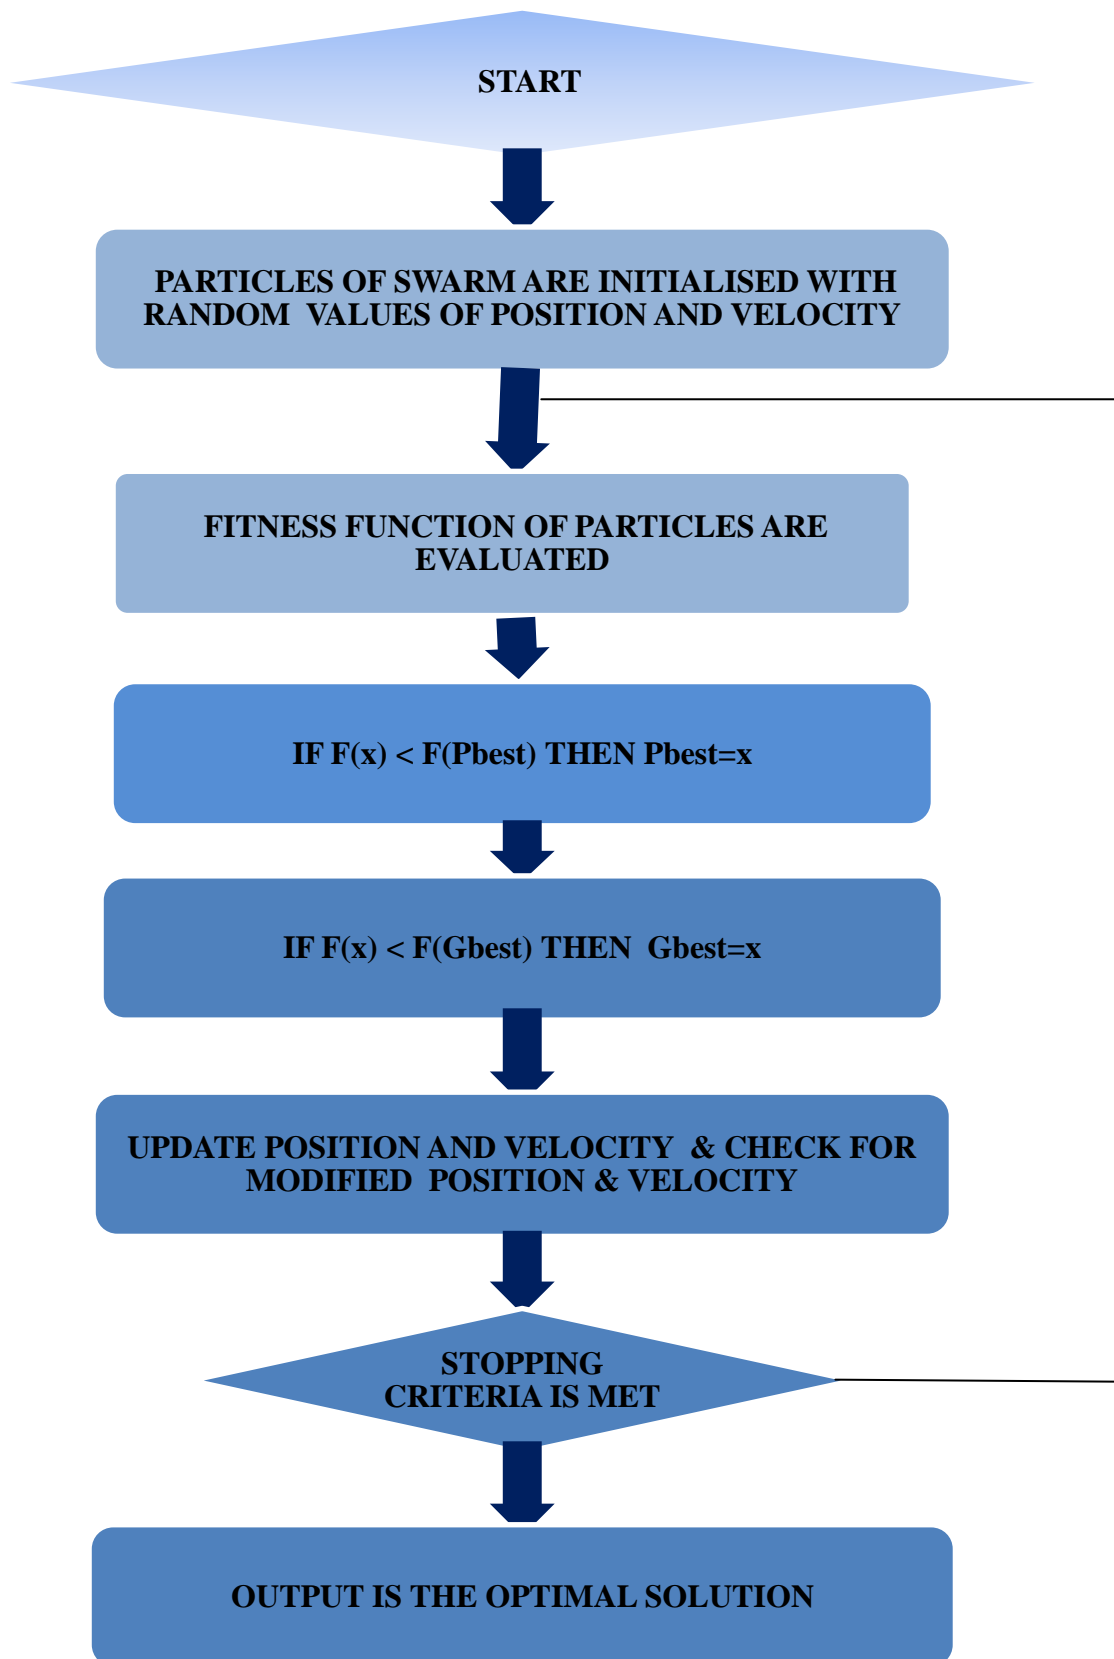 START
PARTICLES OF SWARM ARE INITIALISED WITH
RANDOM VALUES OF POSITION AND VELOCITY
FITNESS FUNCTION OF PARTICLES ARE
EVALUATED
IF F(x) < F(Pbest) THEN Pbest=x
IF F(x) < F(Gbest) THEN Gbest=x
UPDATE POSITION AND VELOCITY & CHECK FOR
MODIFIED POSITION & VELOCITY
STOPPING
CRITERIA IS MET
OUTPUT IS THE OPTIMAL SOLUTION